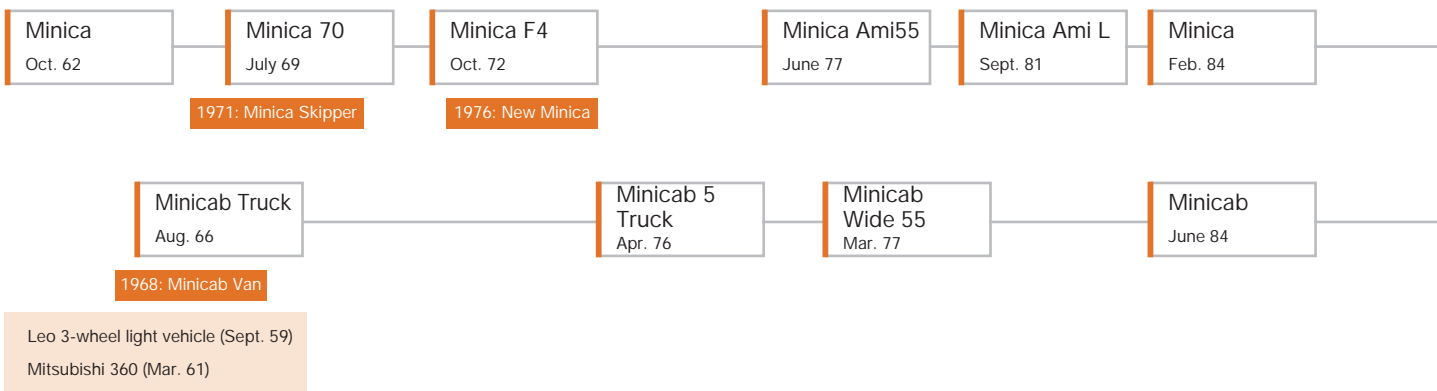 Minica
Oct. 62
Minica 70
July 69
Minica F4
Oct. 72
Minica Ami55
June 77
Minica Ami L
Sept. 81
Minica
Feb. 84
1971: Minica Skipper
1976: New Minica
Minicab Truck
Aug. 66
Minicab 5
Truck
Apr. 76
Minicab
Wide 55
Mar. 77
Minicab
June 84
1968: Minicab Van
Leo 3-wheel light vehicle (Sept. 59)
Mitsubishi 360 (Mar. 61)